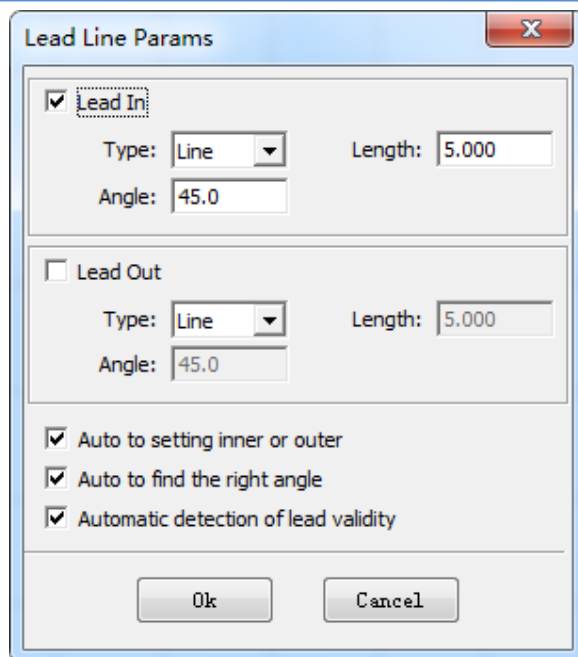 Lead Line Params
Lead In
Type: Line Length: 5.000
Angle: 45.0
Lead Out
Type: Line Length: 5.000
Angle: 45.0
Auto to setting inner or outer
Auto to find the right angle
Automatic detection of lead validity
Ok Cancel